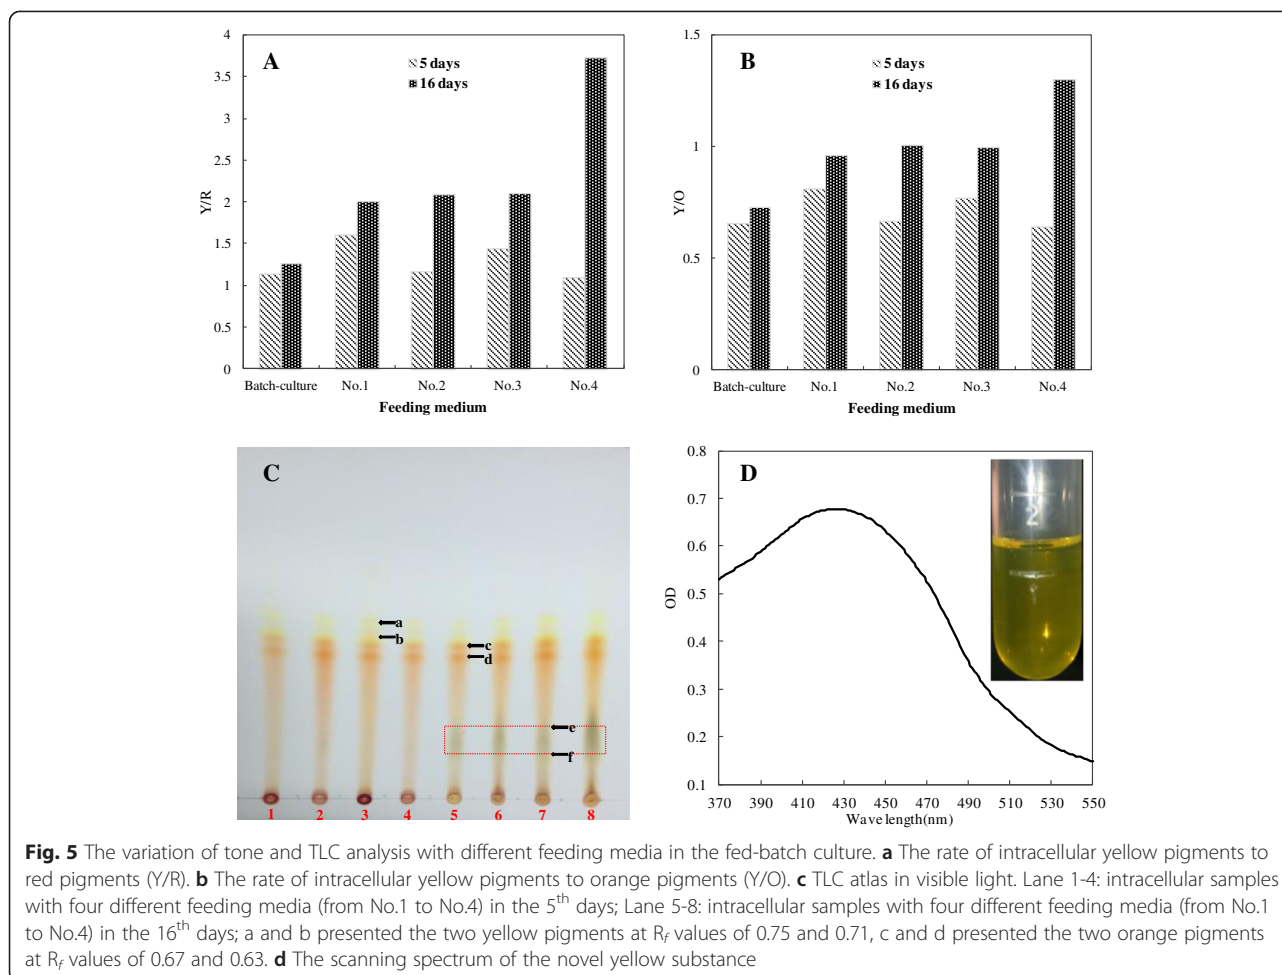 A
5 days
16 days
4
3.5
3
2.5
2
1.5
1
0.5
0
Y/R
Batch-culture No.1 No.2 No.3 No.4
Feeding medium
B
5 days
16 days
1.5
1
0.5
0
Y/O
Batch-culture No.1 No.2 No.3 No.4
Feeding medium
C
a
b
c
d
e
f
1 2 3 4 5 6 7 8
D
2
0.8
0.7
0.6
0.5
0.4
0.3
0.2
0.1
OD
370 390 410 430 450 470 490 510 530 550
Wave length(nm)
Fig. 5 The variation of tone and TLC analysis with different feeding media in the fed-batch culture. a The rate of intracellular yellow pigments to
red pigments (Y/R). b The rate of intracellular yellow pigments to orange pigments (Y/O). c TLC atlas in visible light. Lane 1-4: intracellular samples
with four different feeding media (from No.1 to No.4) in the 5th days; Lane 5-8: intracellular samples with four different feeding media (from No.1
to No.4) in the 16th days; a and b presented the two yellow pigments at Rf values of 0.75 and 0.71, c and d presented the two orange pigments
at Rf values of 0.67 and 0.63. d The scanning spectrum of the novel yellow substance